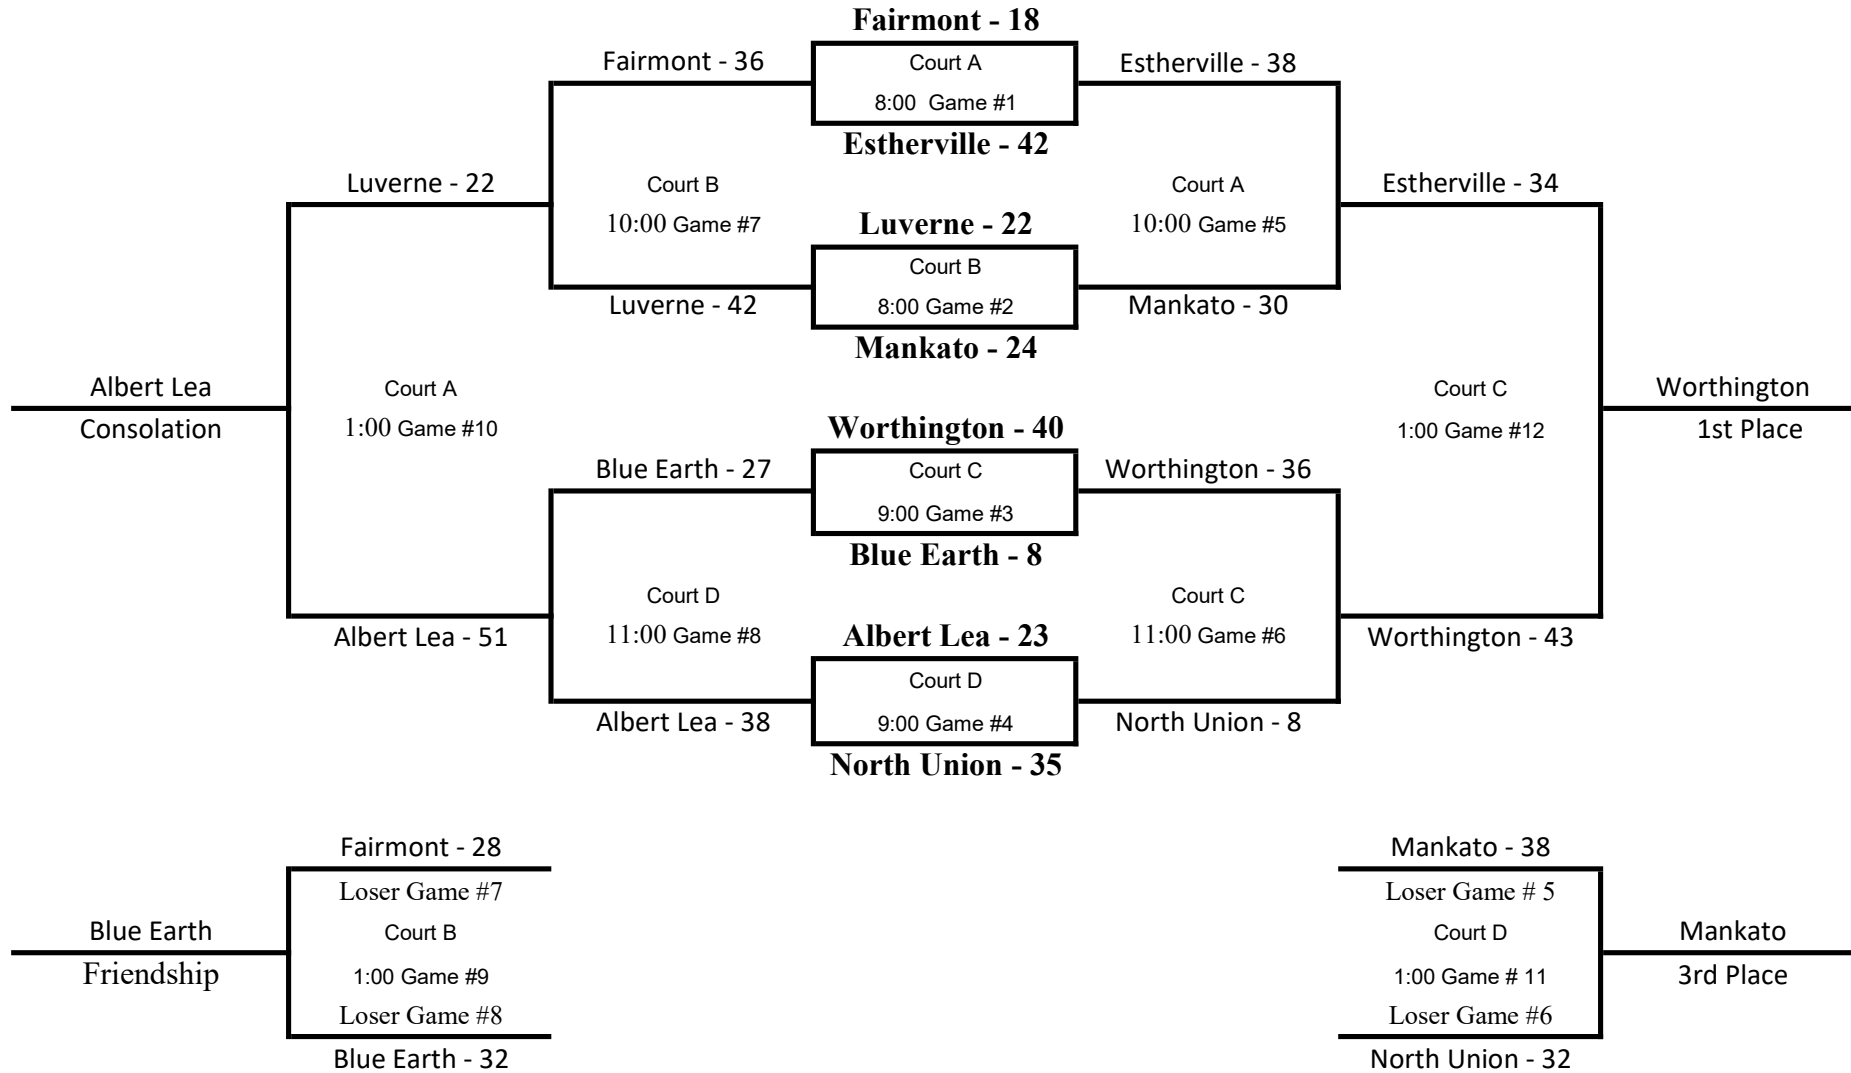 Fairmont - 18
Fairmont - 36
Court A
Estherville - 38
8:00 Game #1
Estherville - 42
Luverne - 22
Court B
Court A
Estherville - 34
10:00 Game #7
Luverne - 22
10:00 Game #5
Court B
Luverne - 42
8:00 Game #2
Mankato - 30
Mankato - 24
Albert Lea
Court A
Court C
Worthington
Consolation
1:00 Game #10
Worthington - 40
1:00 Game #12
1st Place
Blue Earth - 27
Court C
Worthington - 36
9:00 Game #3
Blue Earth - 8
Court D
Court C
Albert Lea - 51
11:00 Game #8
Albert Lea - 23
11:00 Game #6
Worthington - 43
Court D
Albert Lea - 38
9:00 Game #4
North Union - 8
North Union - 35
Fairmont - 28
Mankato - 38
Loser Game #7
Loser Game # 5
Blue Earth
Court B
Court D
Mankato
Friendship
1:00 Game #9
1:00 Game # 11
3rd Place
Loser Game #8
Loser Game #6
Blue Earth - 32
North Union - 32